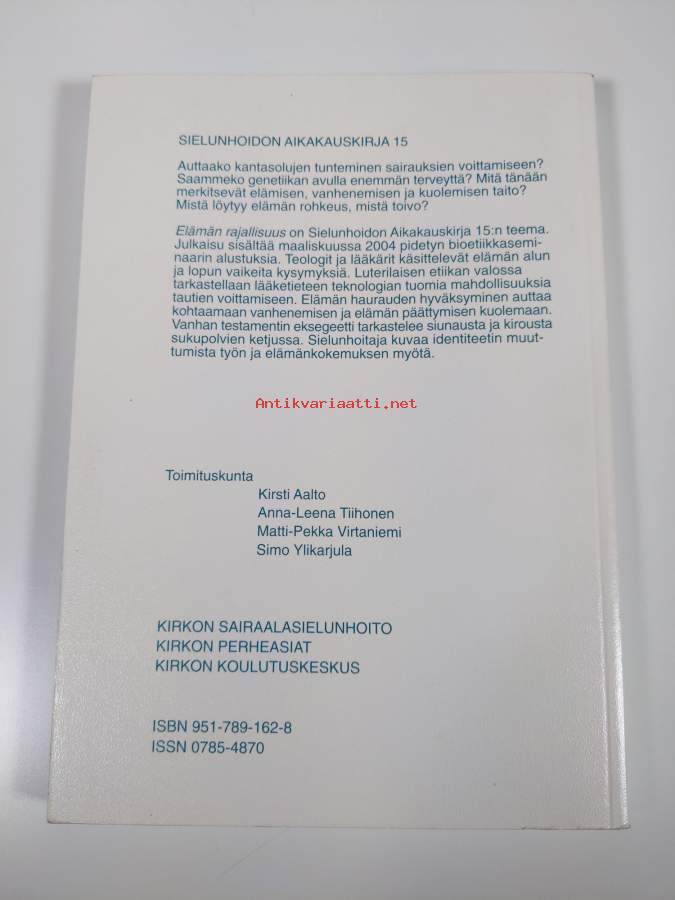 SIELUNHOIDON AIKAKAUSKIRJA 15
Auttaako kantasolujen tunteminen sairauksien voittamiseen?
Saammeko genetiikan avulla enemmän terveyttä? Mitä tänään
merkitsevät elämisen, vanhenemisen ja kuolemisen taito?
Mistä löytyy elämän rohkeus, mistä toivo?
Elämän rajallisuus on Sielunhoidon Aikakauskirja 15:n teema.
Julkaisu sisältää maaliskuussa 2004 pidetyn bioetiikkasemi-
naarin alustuksia. Teologit ja lääkärit käsittelevät elämän alun
ja lopun vaikeita kysymyksiä. Luterilaisen etiikan valossa
tarkastellaan lääketieteen teknologian tuomia mahdollisuuksia
tautien voittamiseen. Elämän haurauden hyväksyminen auttaa
kohtaamaan vanhenemisen ja elämän päättymisen kuolemaan.
Vanhan testamentin eksegeetti tarkastelee siunausta ja kirousta
sukupolvien ketjussa. Sielunhoitaja kuvaa identiteetin muut-
tumista työn ja elämänkokemuksen myötä.
Antikvariaatti.net
Toimituskunta
Kirsti Aalto
Anna-Leena Tiihonen
Matti-Pekka Virtaniemi
Simo Ylikarjula
KIRKON SAIRAALASIELUNHOITO
KIRKON PERHEASIAT
KIRKON KOULUTUSKESKUS
ISBN 951-789-162-8
ISSN 0785-4870